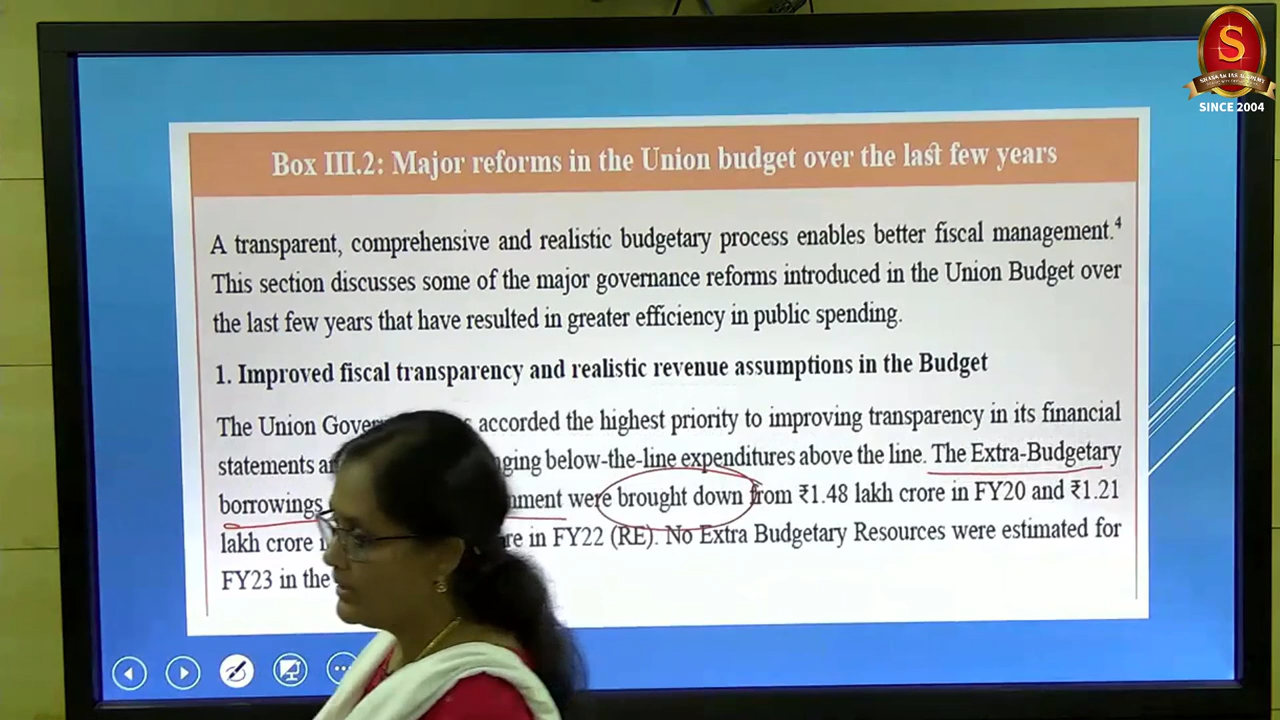 S
SHANKAR IAS ACADEMY
SINCE 2004
Box III.2: Major reforms in the Union budget over the last few years
A transparent, comprehensive and realistic budgetary process enables better fiscal management.4
This section discusses some of the major governance reforms introduced in the Union Budget over
the last few years that have resulted in greater efficiency in public spending.
1. Improved fiscal transparency and realistic revenue assumptions in the Budget
The Union accorded the highest priority to improving transparency in its financial
statements below-the-line expenditures above the line. The Extra-Budgetary
borrowings were brought down from ₹1.48 lakh crore in FY20 and ₹1.21
lakh crore in FY22 (RE). No Extra Budgetary Resources were estimated for
FY23 in the